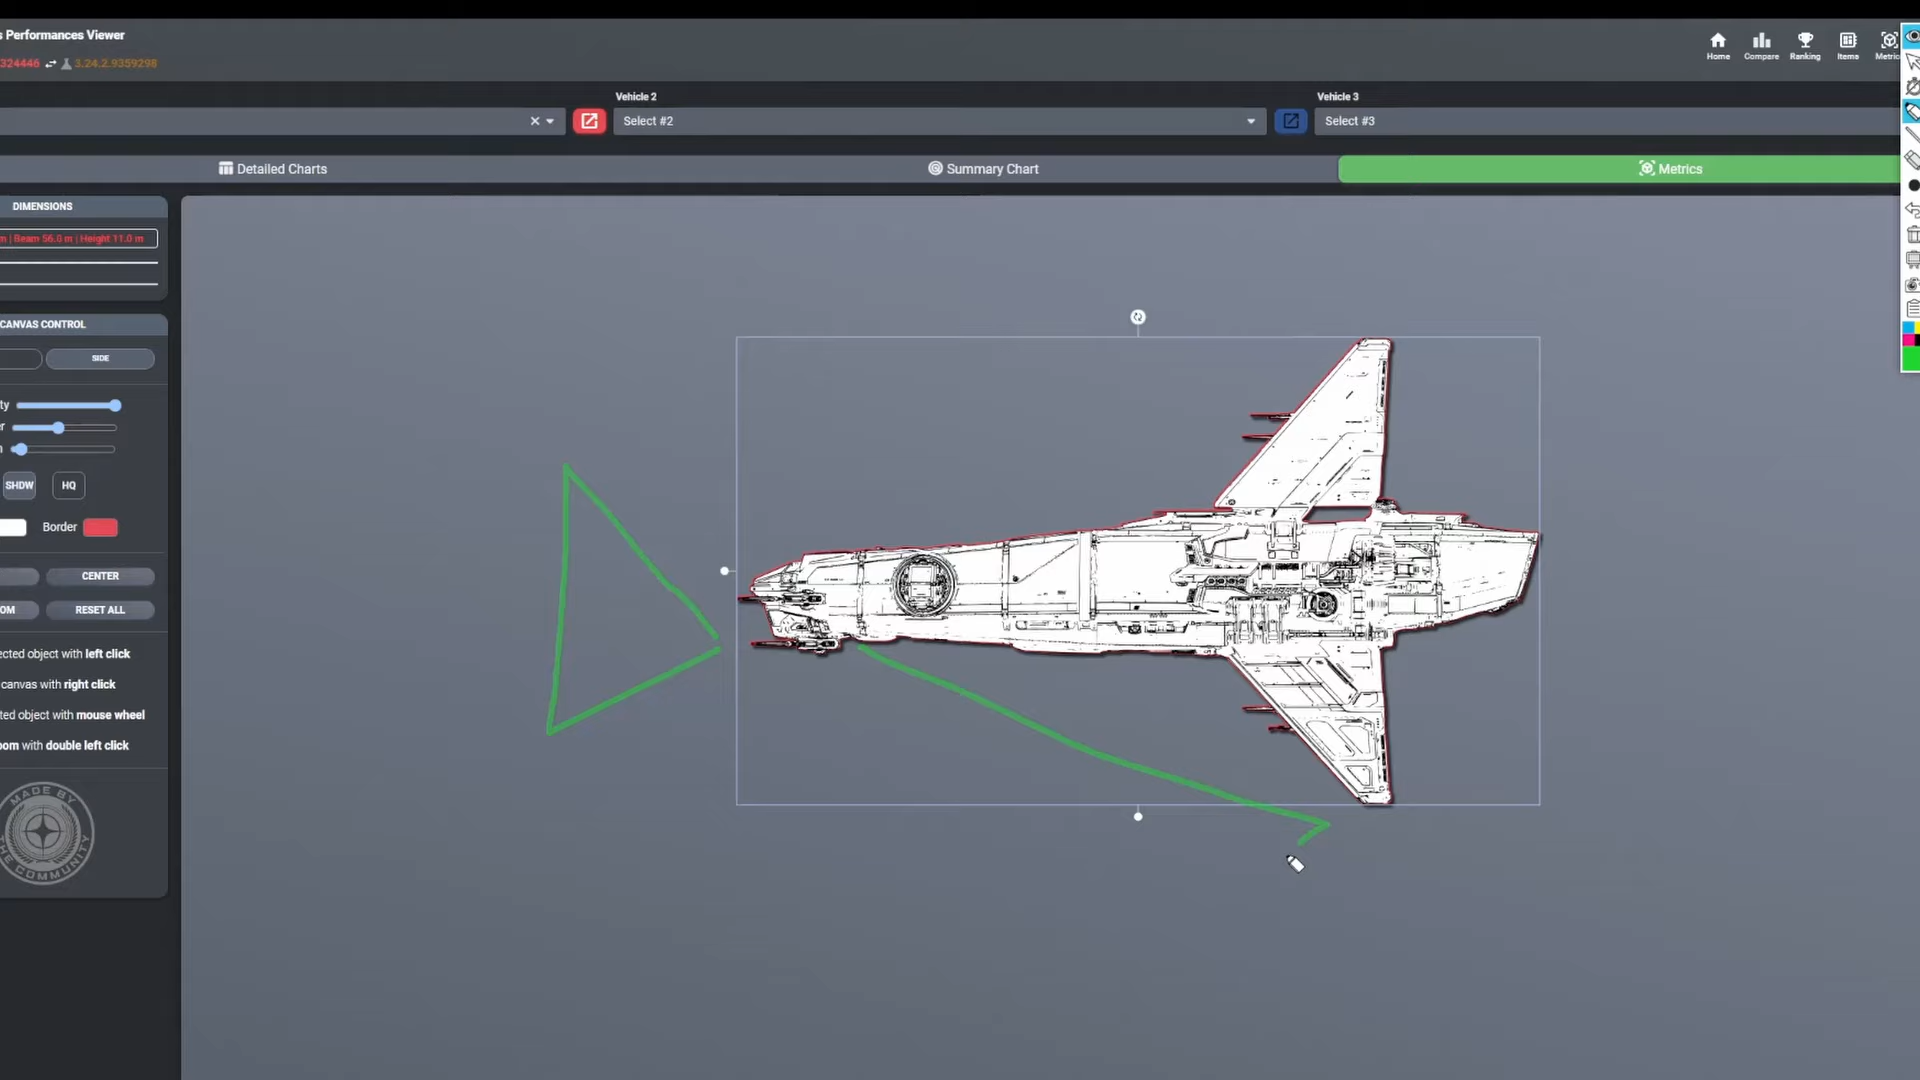 s Performances Viewer
324446 3.24.2.9359298
Home
Compare
Ranking
Items
Metric
Vehicle 2
Vehicle 3
Select #2
Select #3
Detailed Charts
Summary Chart
Metrics
DIMENSIONS
m | Beam 56.0 m | Height 11.0 m
CANVAS CONTROL
SIDE
ty
r
n
SHDW
HQ
Border
CENTER
OM
RESET ALL
ected object with left click
canvas with right click
ted object with mouse wheel
oom with double left click
MADE BY
THE COMMUNITY